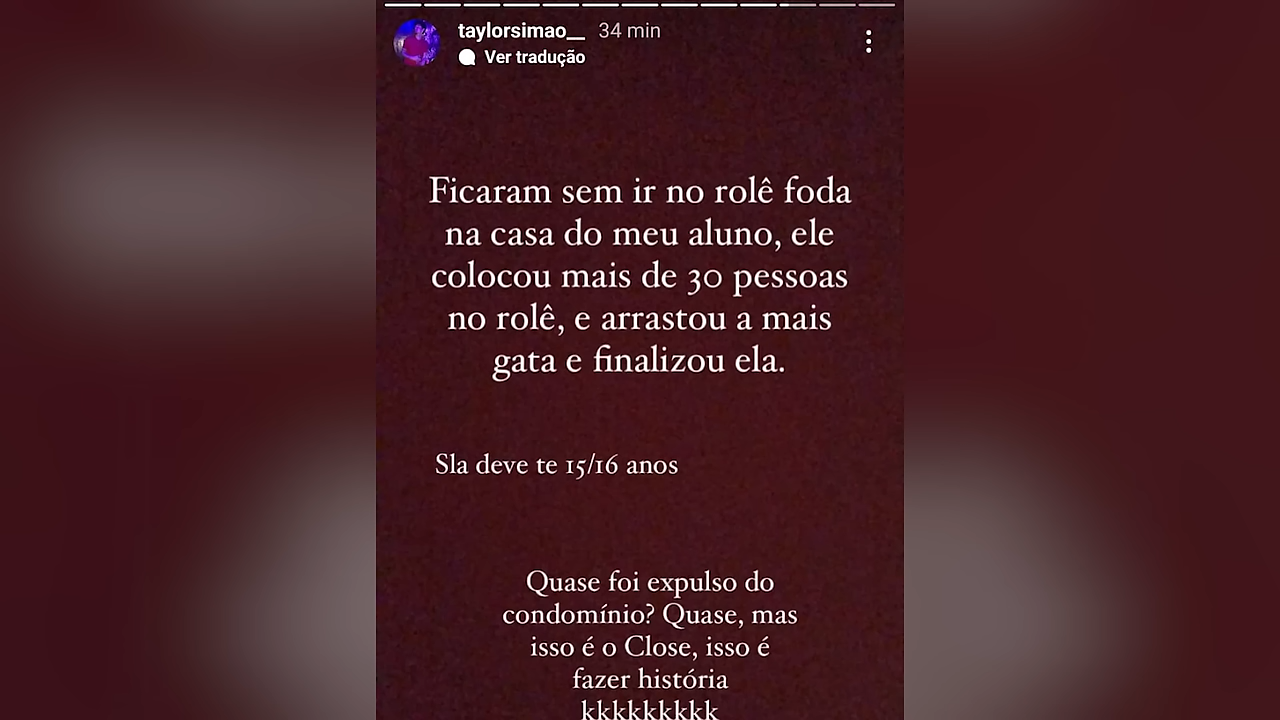 taylorsimao__ 34 min
Ver tradução
Ficaram sem ir no rolê foda
na casa do meu aluno, ele
colocou mais de 30 pessoas
no rolê, e arrastou a mais
gata e finalizou ela.
Sla deve te 15/16 anos
Quase foi expulso do
condomínio? Quase, mas
isso é o Close, isso é
fazer história
kkkkkkkkk